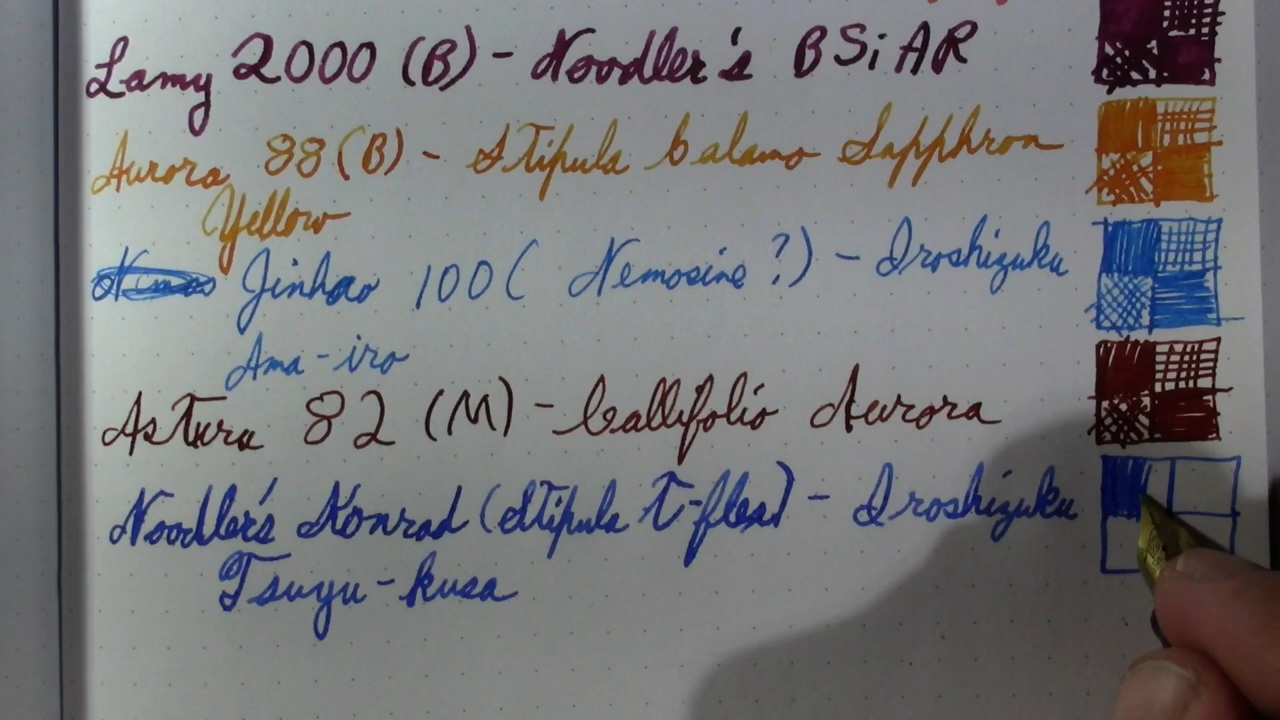 Lamy 2000 (B) - Noodler's BSiAR
Aurora 88 (B) - Stipula Calamo Sapphron
Yellow
Jinhao 100 ( Nemosine ?) - Iroshizuku
Ama-iro
Astura 82 (M) - Callifolio Aurora
Noodler's Konrad (Stipula T-flex) - Iroshizuku
Tsuyu-kusa